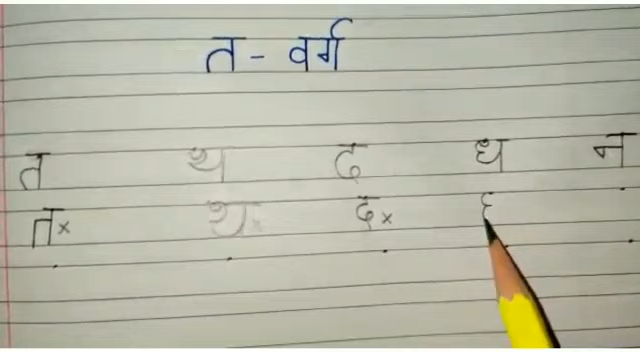 त - वर्ग
त थ द ध न
त× थ× द×